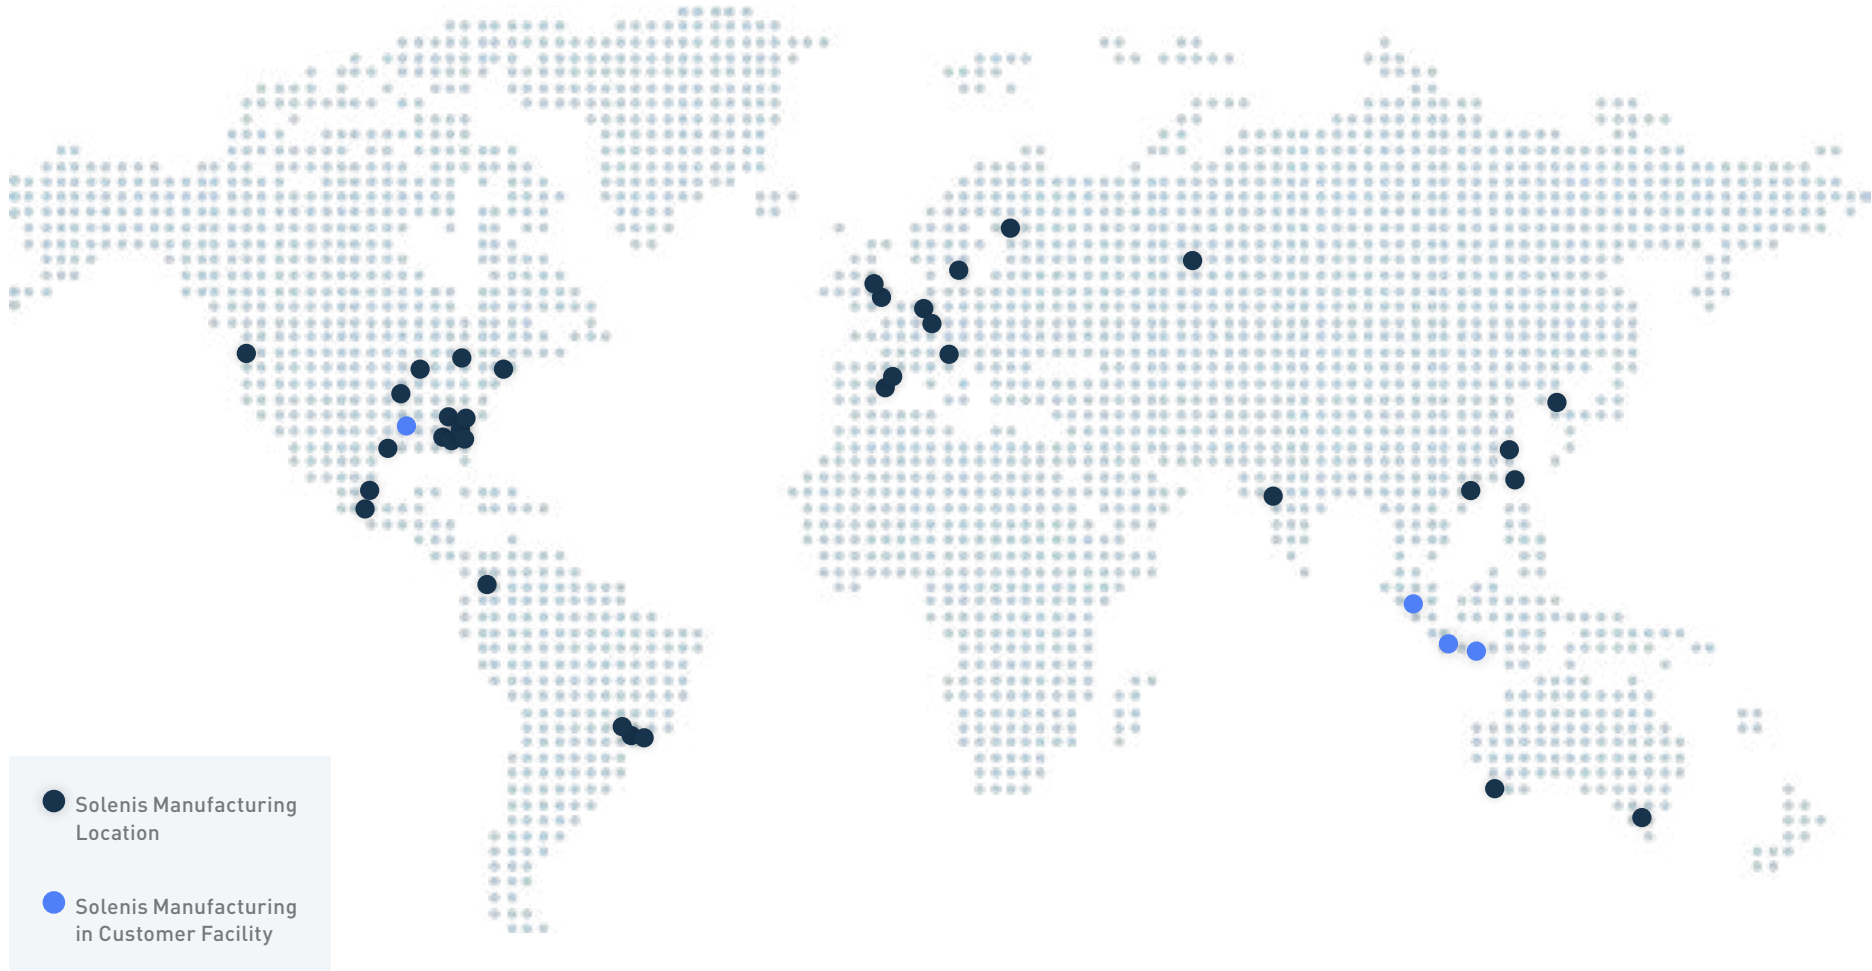 Solenis Manufacturing
Location
Solenis Manufacturing
in Customer Facility